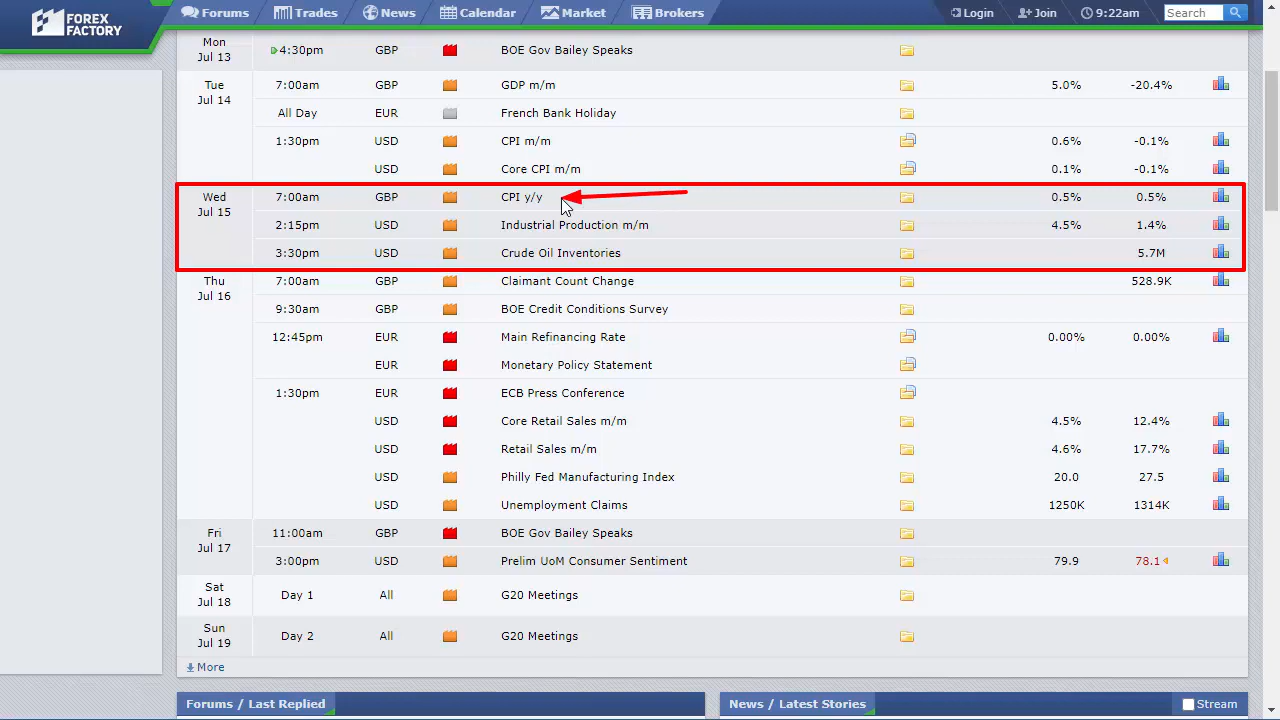 FOREX FACTORY
Forums Trades News Calendar Market Brokers Login Join 9:22am Search
Mon Jul 13 4:30pm GBP BOE Gov Bailey Speaks
Tue Jul 14 7:00am GBP GDP m/m 5.0% -20.4%
All Day EUR French Bank Holiday
1:30pm USD CPI m/m 0.6% -0.1%
USD Core CPI m/m 0.1% -0.1%
Wed Jul 15 7:00am GBP CPI y/y 0.5% 0.5%
2:15pm USD Industrial Production m/m 4.5% 1.4%
3:30pm USD Crude Oil Inventories 5.7M
Thu Jul 16 7:00am GBP Claimant Count Change 528.9K
9:30am GBP BOE Credit Conditions Survey
12:45pm EUR Main Refinancing Rate 0.00% 0.00%
EUR Monetary Policy Statement
1:30pm EUR ECB Press Conference
USD Core Retail Sales m/m 4.5% 12.4%
USD Retail Sales m/m 4.6% 17.7%
USD Philly Fed Manufacturing Index 20.0 27.5
USD Unemployment Claims 1250K 1314K
Fri Jul 17 11:00am GBP BOE Gov Bailey Speaks
3:00pm USD Prelim UoM Consumer Sentiment 79.9 78.1
Sat Jul 18 Day 1 All G20 Meetings
Sun Jul 19 Day 2 All G20 Meetings
More
Forums / Last Replied News / Latest Stories Stream